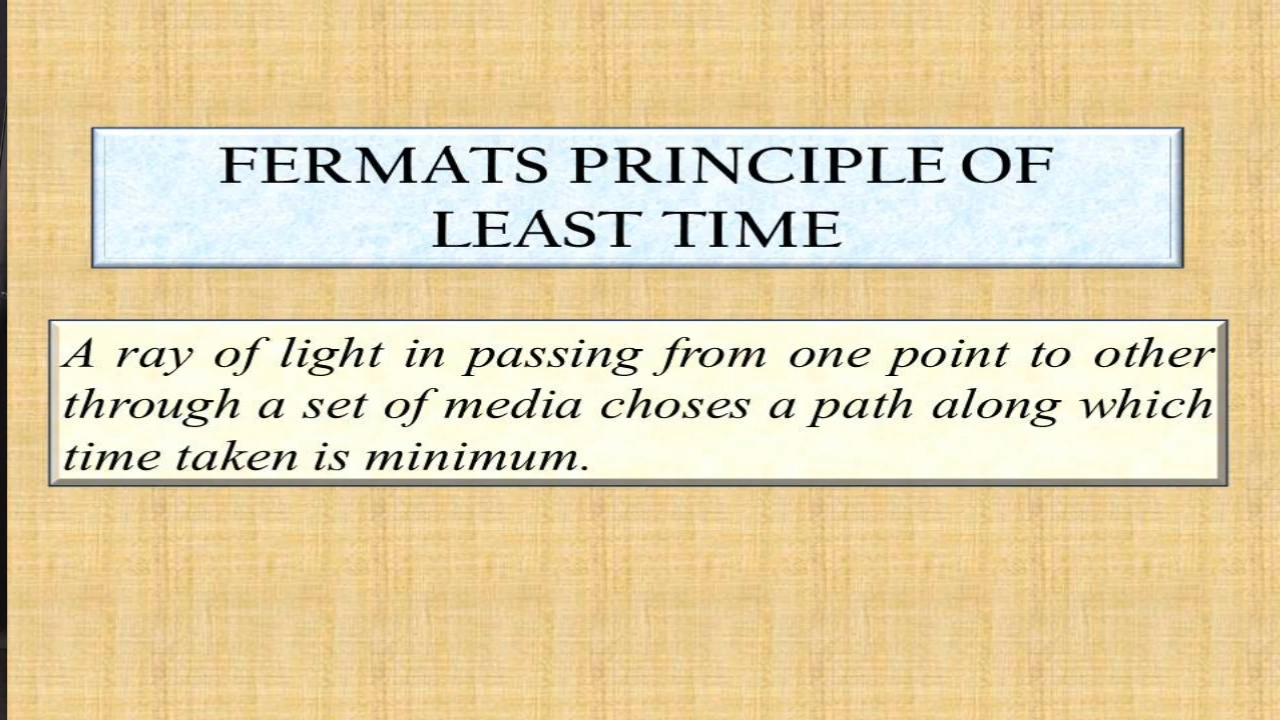 FERMATS PRINCIPLE OF
LEAST TIME
A ray of light in passing from one point to other
through a set of media choses a path along which
time taken is minimum.